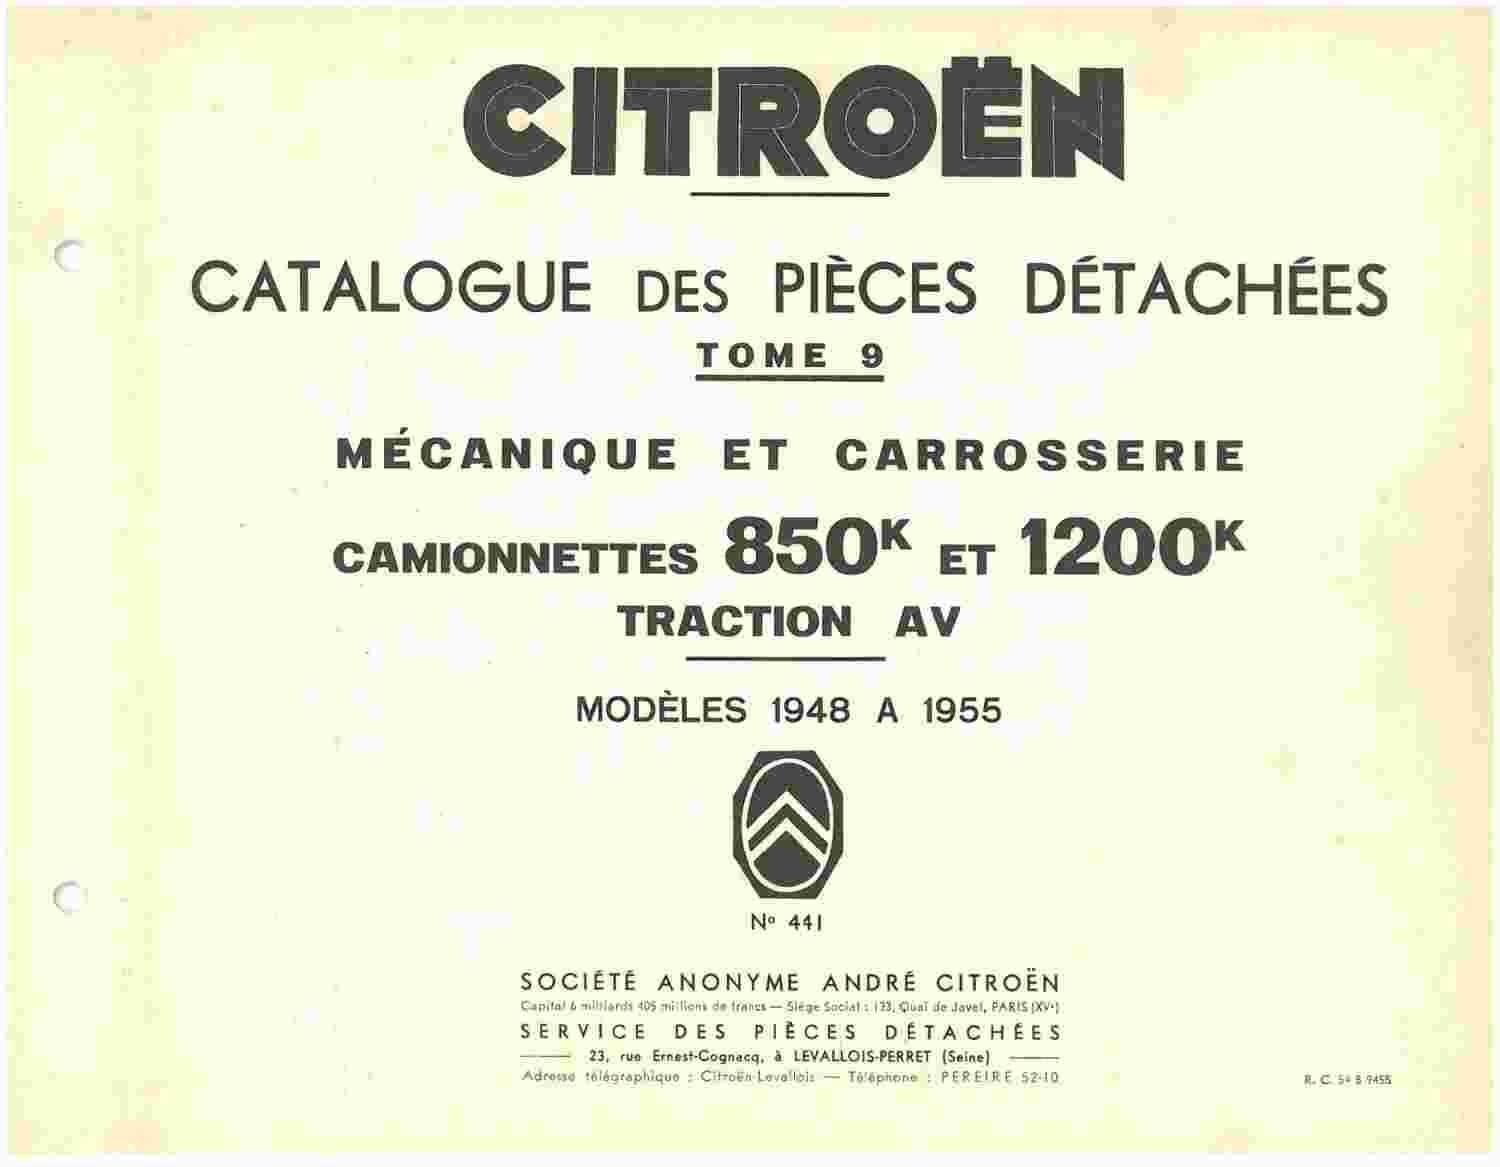 CITROËN
CATALOGUE DES PIÈCES DÉTACHÉES
TOME 9
MÉCANIQUE ET CARROSSERIE
CAMIONNETTES 850K ET 1200K
TRACTION AV
MODÈLES 1948 A 1955
No 441
SOCIÉTÉ ANONYME ANDRÉ CITROËN
Capital 6 milliards 405 millions de francs — Siège Social : 133, Quai de Javel, PARIS (XVe)
SERVICE DES PIÈCES DÉTACHÉES
23, rue Ernest-Cognacq, à LEVALLOIS-PERRET (Seine)
Adresse télégraphique : Citroën-Levallois — Téléphone : PEREIRE 52-10
R. C. 54 B 9455